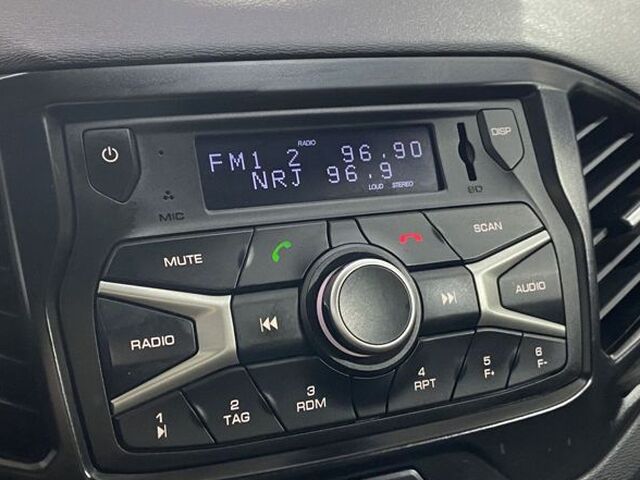 RADIO
FM1 2 96.90
NRJ 96.9
LOUD STEREO
DISP
MIC
SD
MUTE
SCAN
RADIO
AUDIO
1
2
TAG
3
RDM
4
RPT
5
F+
6
F-